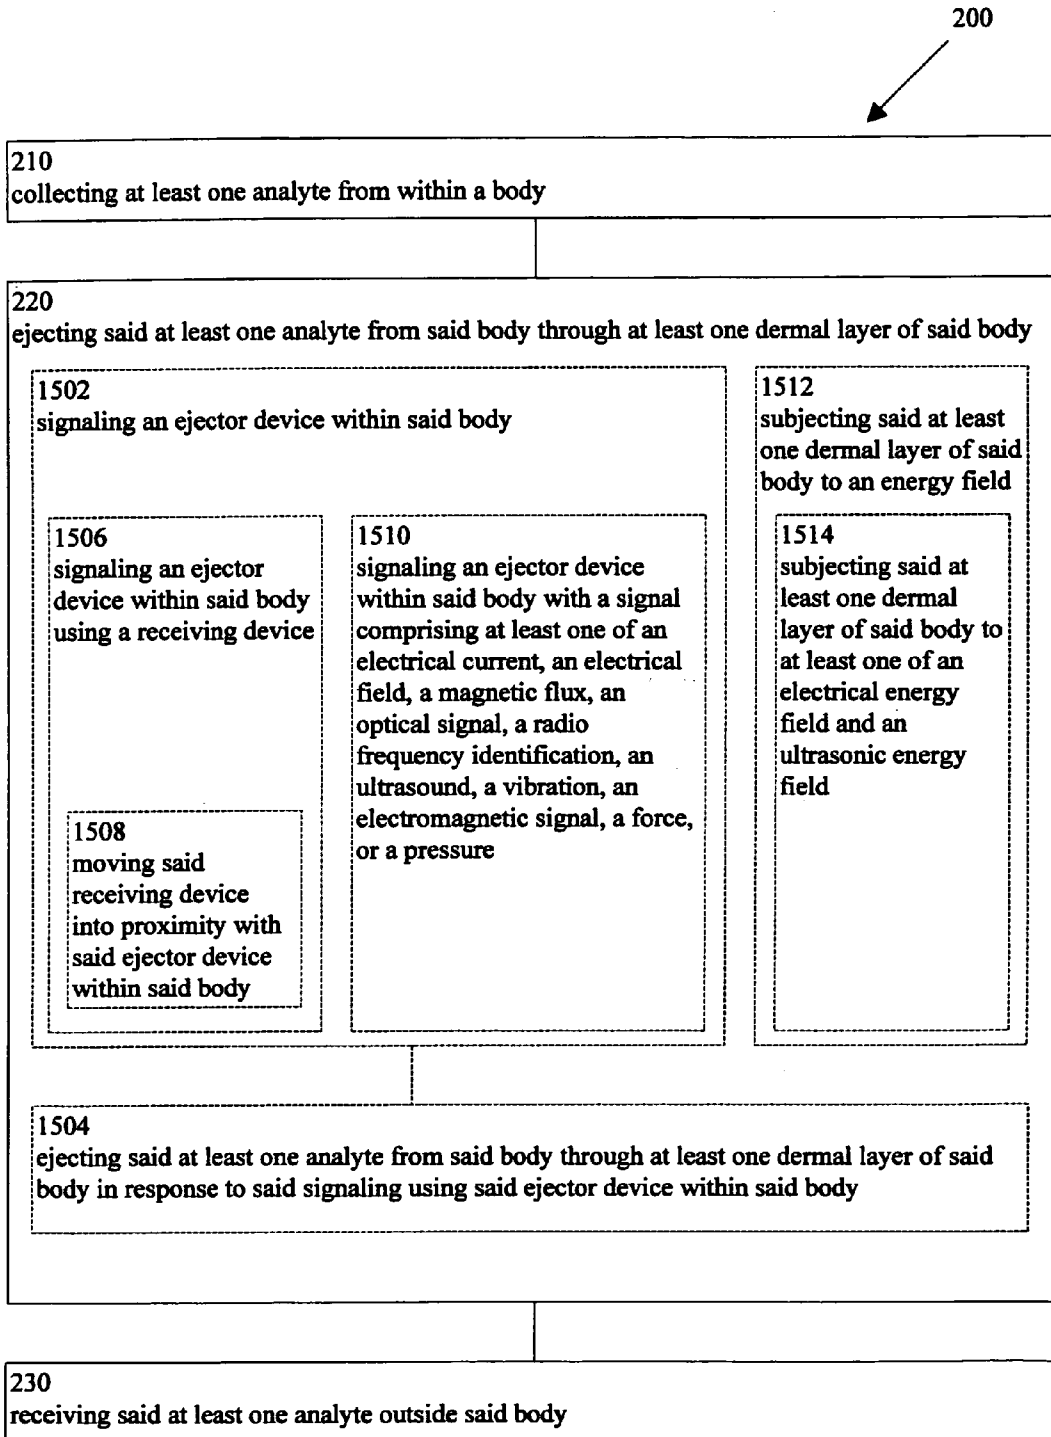 200
210
collecting at least one analyte from within a body
220
ejecting said at least one analyte from said body through at least one dermal layer of said body
1502
signaling an ejector device within said body
1506
signaling an ejector
device within said body
using a receiving device
1508
moving said
receiving device
into proximity with
said ejector device
within said body
1510
signaling an ejector device
within said body with a signal
comprising at least one of an
electrical current, an electrical
field, a magnetic flux, an
optical signal, a radio
frequency identification, an
ultrasound, a vibration, an
electromagnetic signal, a force,
or a pressure
1512
subjecting said at least
one dermal layer of said
body to an energy field
1514
subjecting said at
least one dermal
layer of said body to
at least one of an
electrical energy
field and an
ultrasonic energy
field
1504
ejecting said at least one analyte from said body through at least one dermal layer of said
body in response to said signaling using said ejector device within said body
230
receiving said at least one analyte outside said body